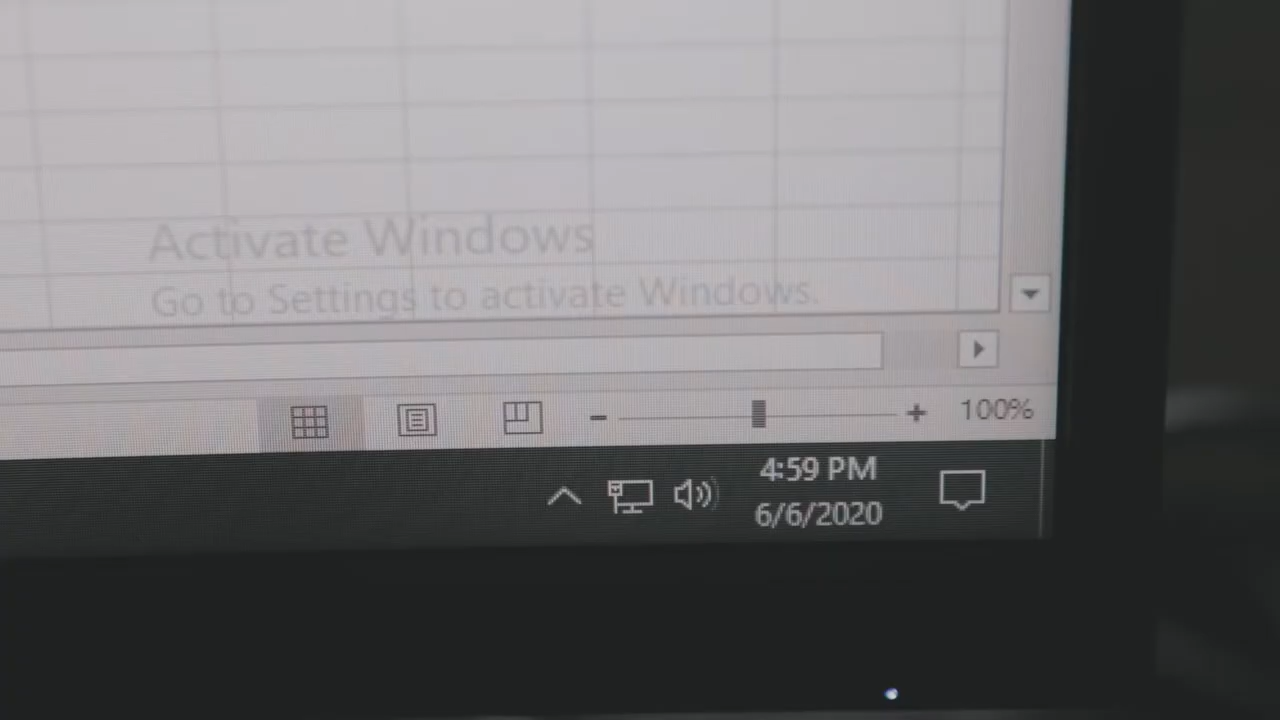 Activate Windows
Go to Settings to activate Windows.
100%
4:59 PM
6/6/2020